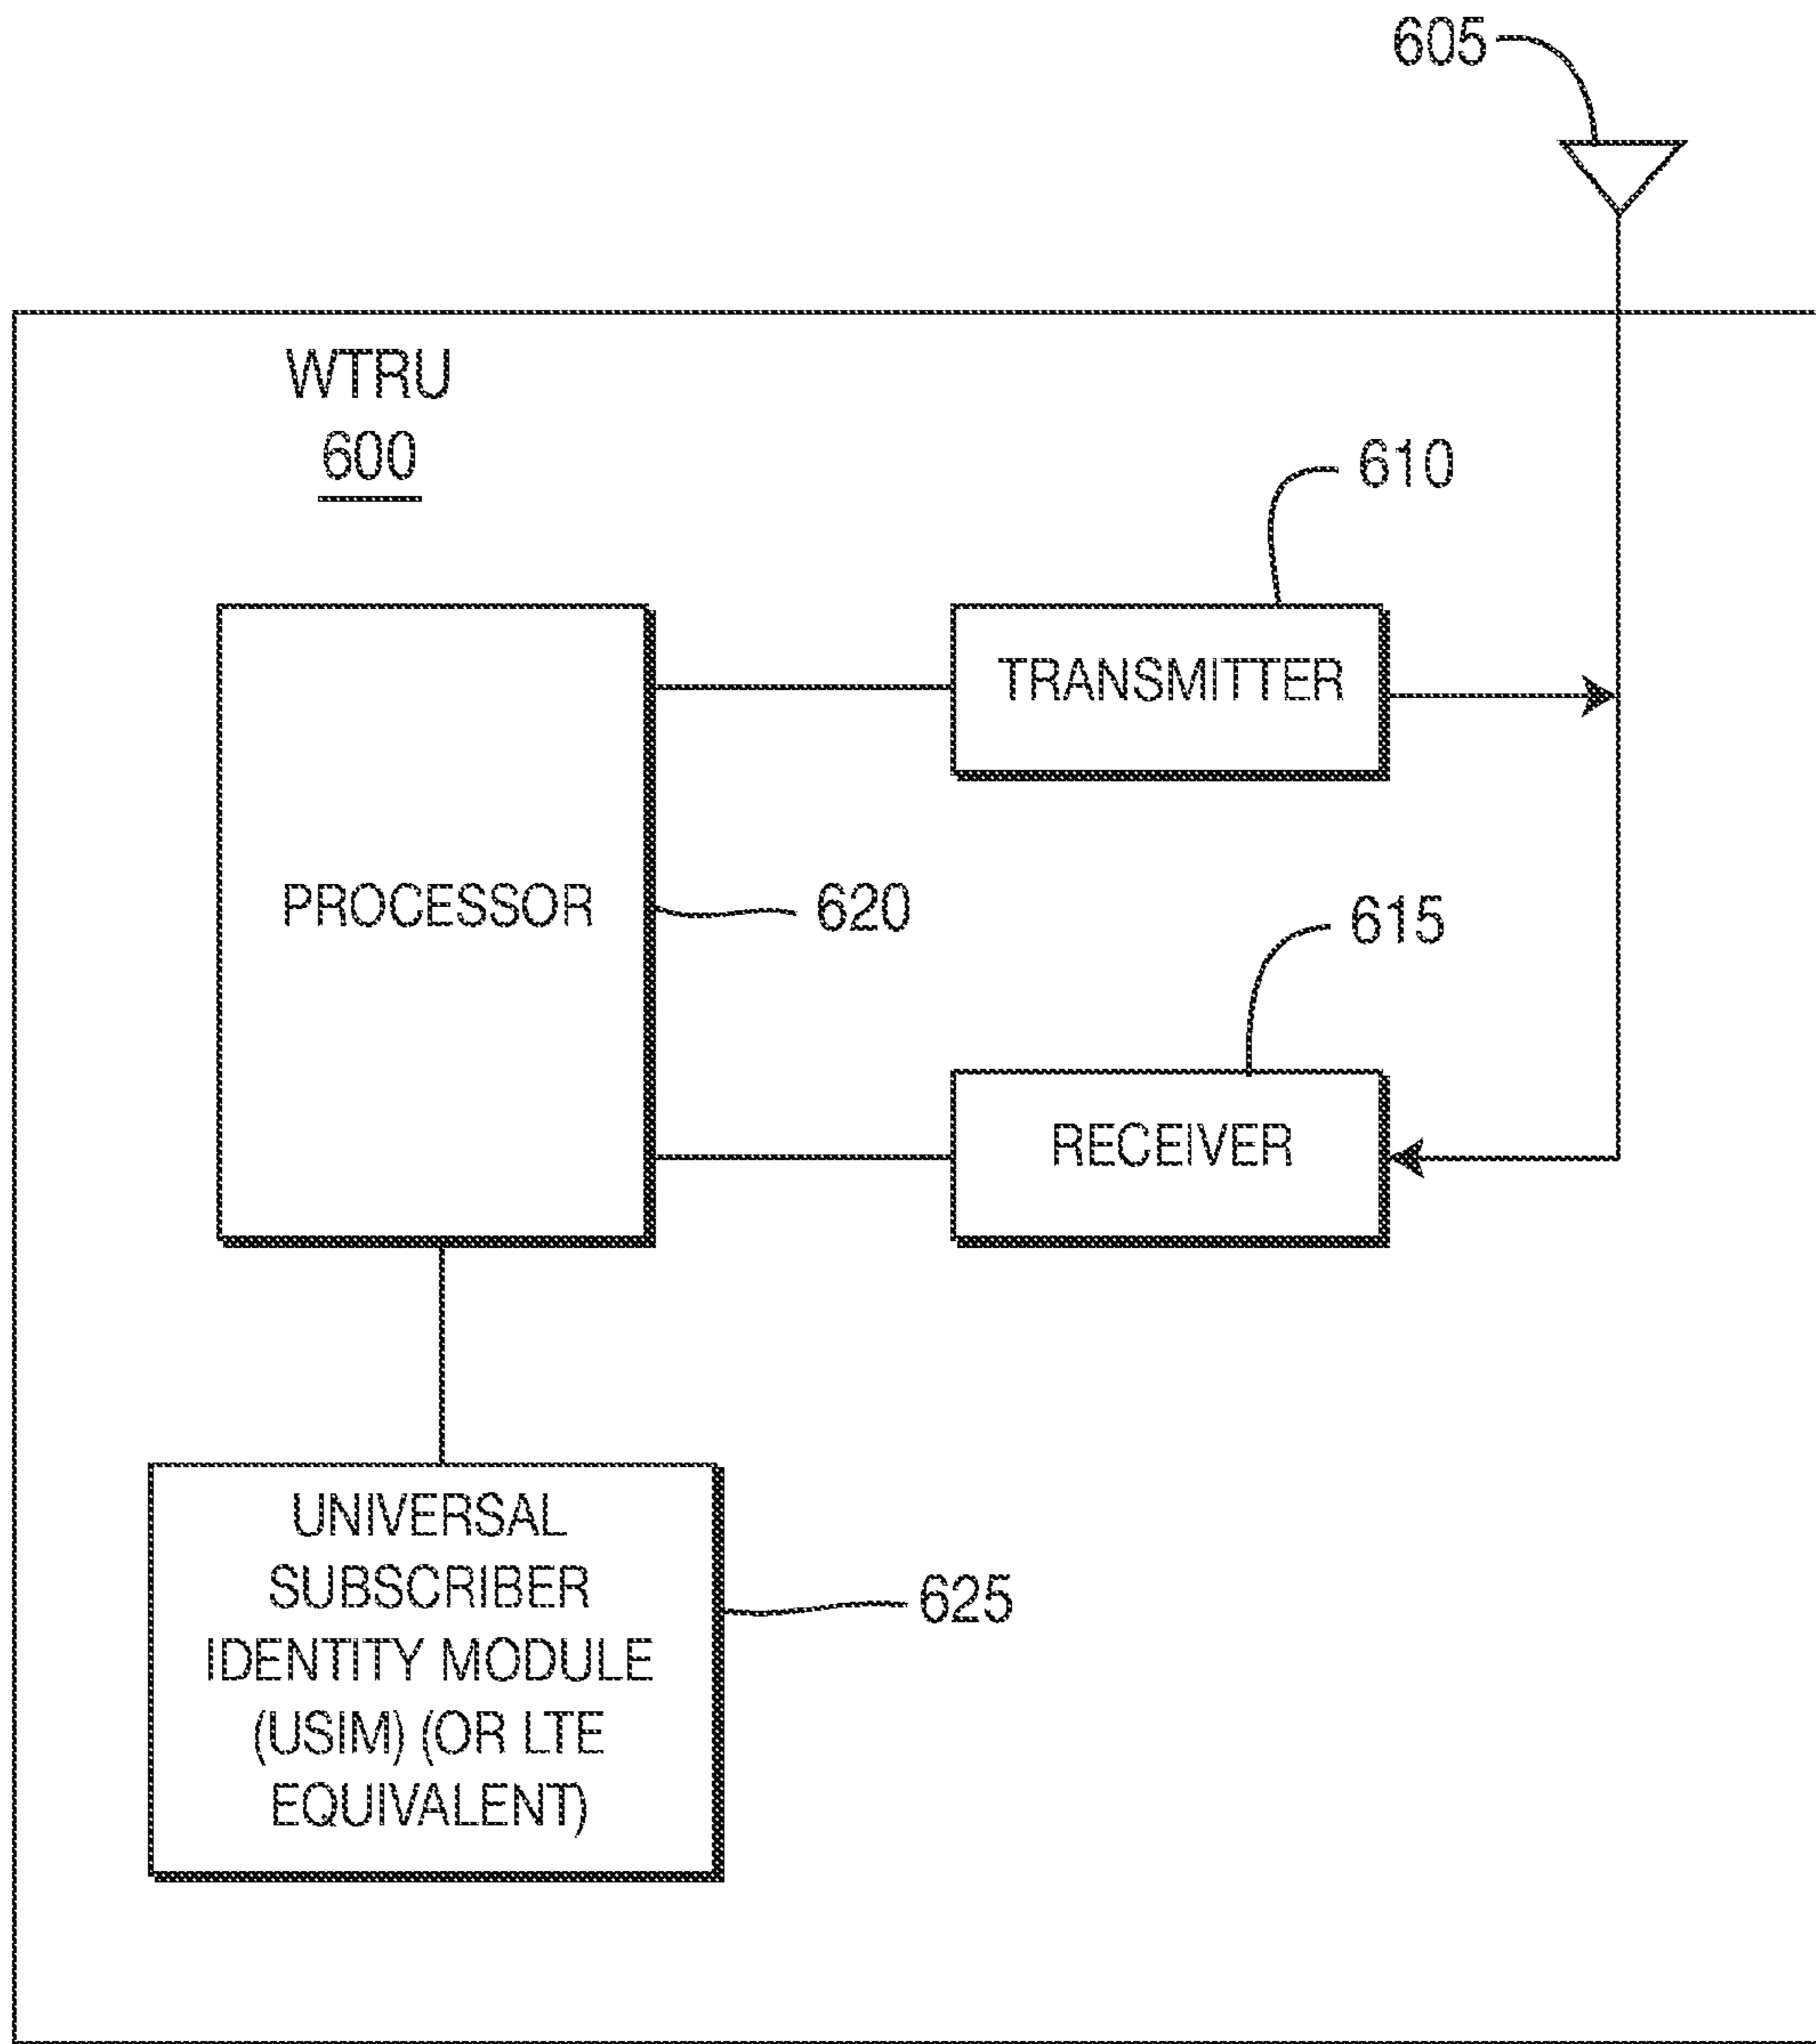 605
WTRU
600
610
TRANSMITTER
PROCESSOR
620
615
RECEIVER
UNIVERSAL
SUBSCRIBER
IDENTITY MODULE
(USIM) (OR LTE
EQUIVALENT)
625